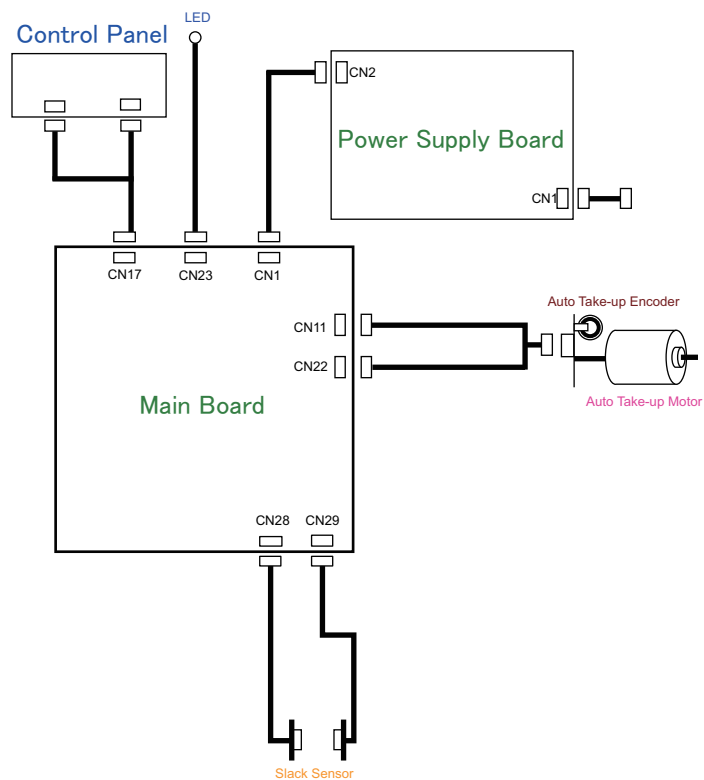 LED
Control Panel
CN2
Power Supply Board
CN1
CN17
CN23
CN1
Auto Take-up Encoder
CN11
CN22
Auto Take-up Motor
Main Board
CN28
CN29
Slack Sensor